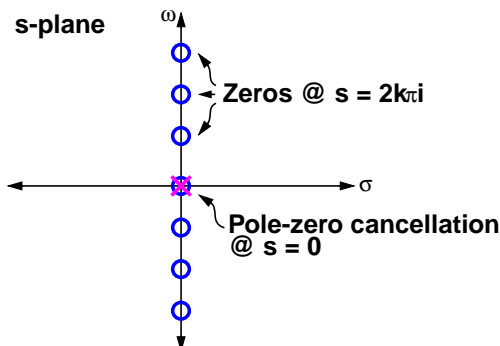 s-plane
ω
Zeros @ s = 2kπi
σ
Pole-zero cancellation
@ s = 0